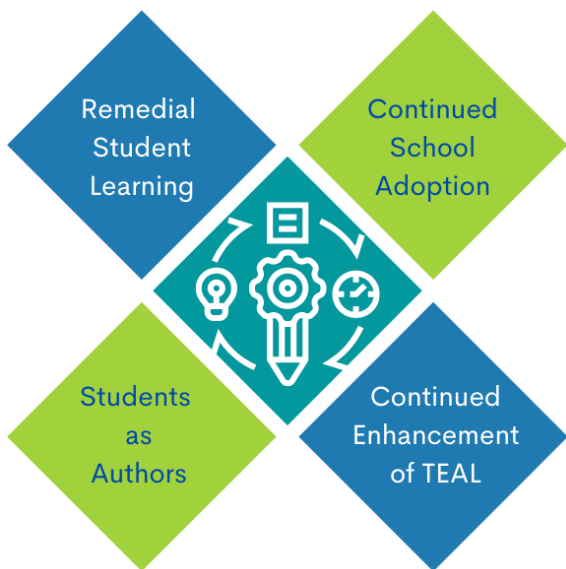 Remedial
Student
Learning
Continued
School
Adoption
Students
as
Authors
Continued
Enhancement
of TEAL